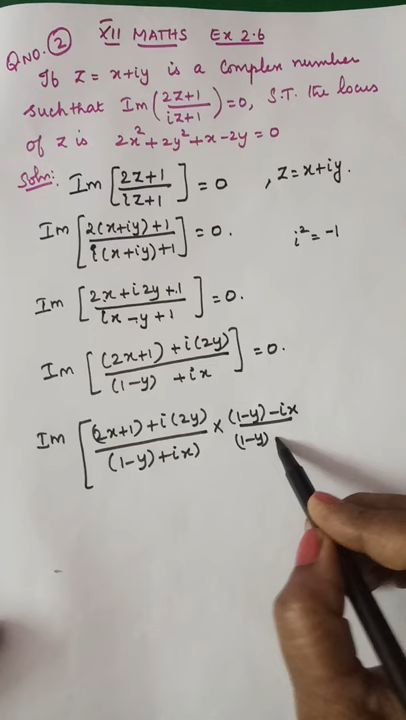 XII MATHS Ex 2.6
QNO. 2
If Z = x+iy is a complex number
such that Im(2Z+1/iz+1)=0, S.T. the locus
of z is 2x²+2y²+x-2y=0
Soln: Im[2Z+1/iz+1] = 0 , Z=x+iy.
Im[2(x+iy)+1/i(x+iy)+1] = 0. i²=-1
Im[2x+i2y+1/ix-y+1] = 0.
Im[(2x+1)+i(2y)/(1-y)+ix] = 0.
Im[(2x+1)+i(2y)/(1-y)+ix) × (1-y)-ix/(1-y)